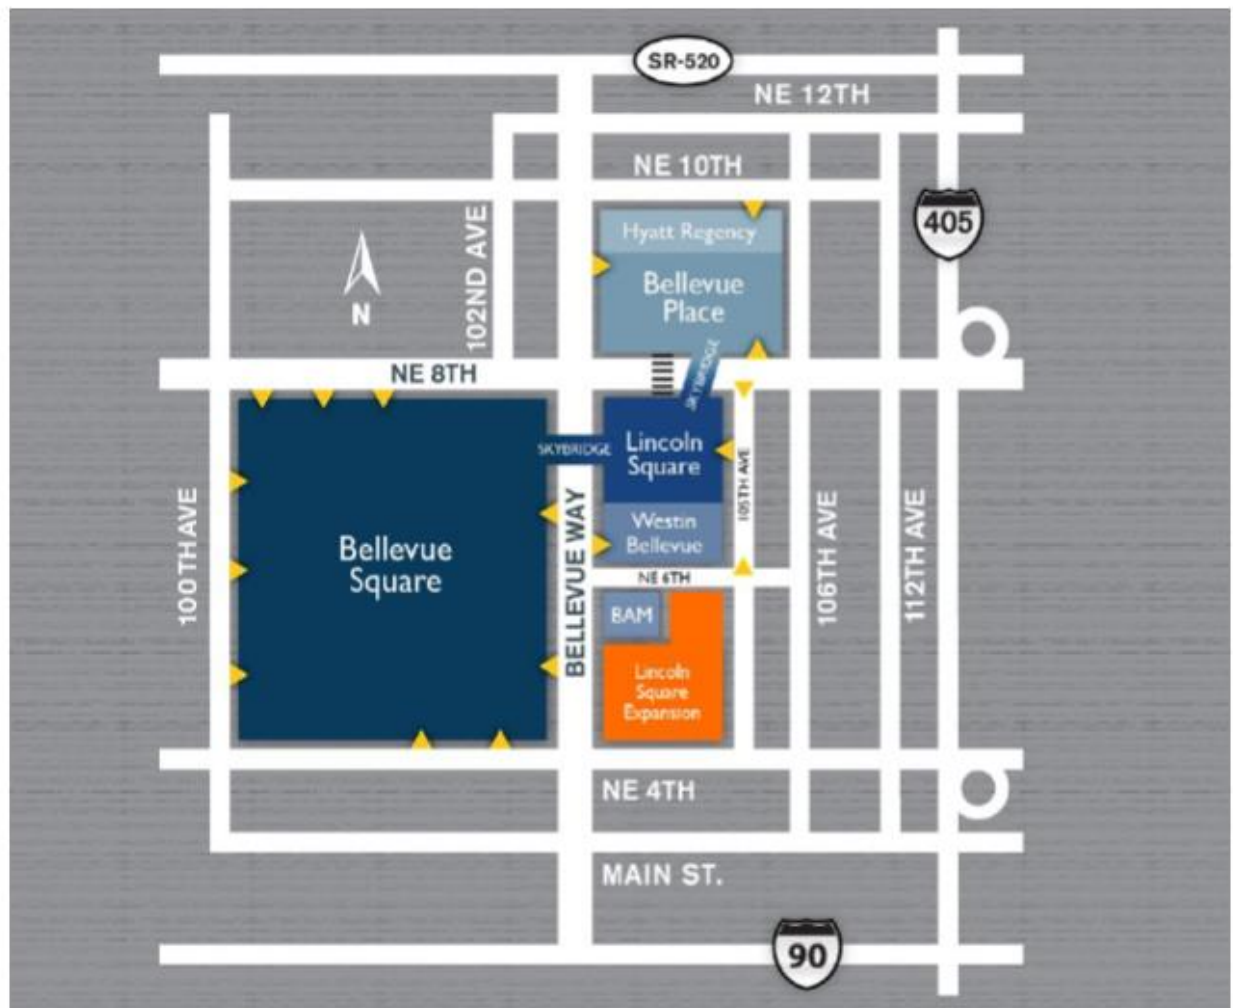 SR-520
NE 12TH
NE 10TH
405
Hyatt Regency
Bellevue
Place
102ND AVE
N
NE 8TH
SKYBRIDGE
SKYBRIDGE
Lincoln
Square
105TH AVE
100TH AVE
Bellevue
Square
BELLEVUE WAY
Westin
Bellevue
106TH AVE
112TH AVE
NE 6TH
BAM
Lincoln
Square
Expansion
NE 4TH
MAIN ST.
90